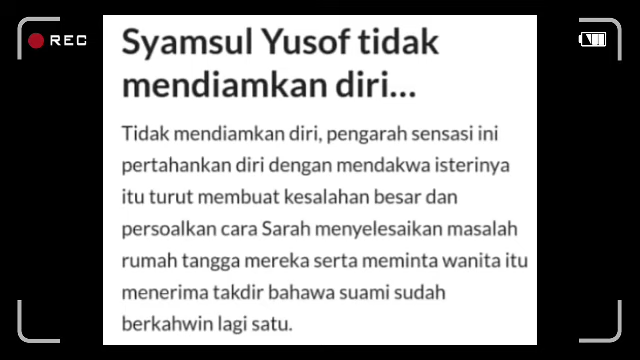 REC
Syamsul Yusof tidak
mendiamkan diri...
Tidak mendiamkan diri, pengarah sensasi ini
pertahankan diri dengan mendakwa isterinya
itu turut membuat kesalahan besar dan
persoalkan cara Sarah menyelesaikan masalah
rumah tangga mereka serta meminta wanita itu
menerima takdir bahawa suami sudah
berkahwin lagi satu.